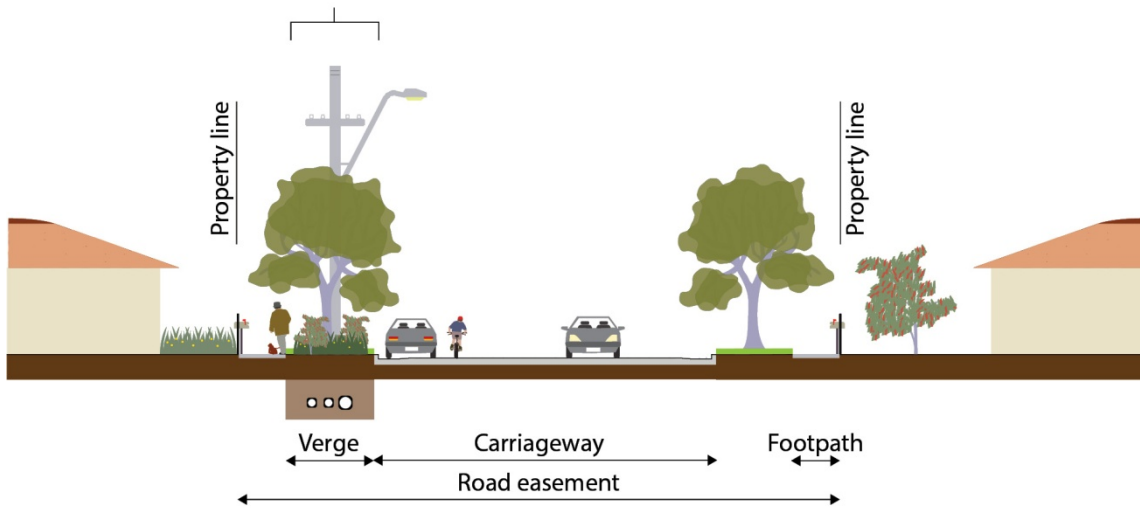 Property line
Property line
Verge
Carriageway
Footpath
Road easement